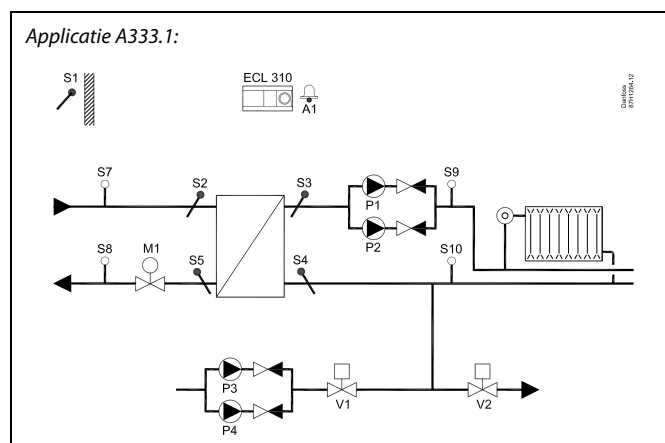 Applicatie A333.1:
S1
ECL 310
A1
Danfoss
87H1264.12
S7
S2
S3
P1
S9
P2
S8
M1
S5
S4
S10
P3
V1
V2
P4